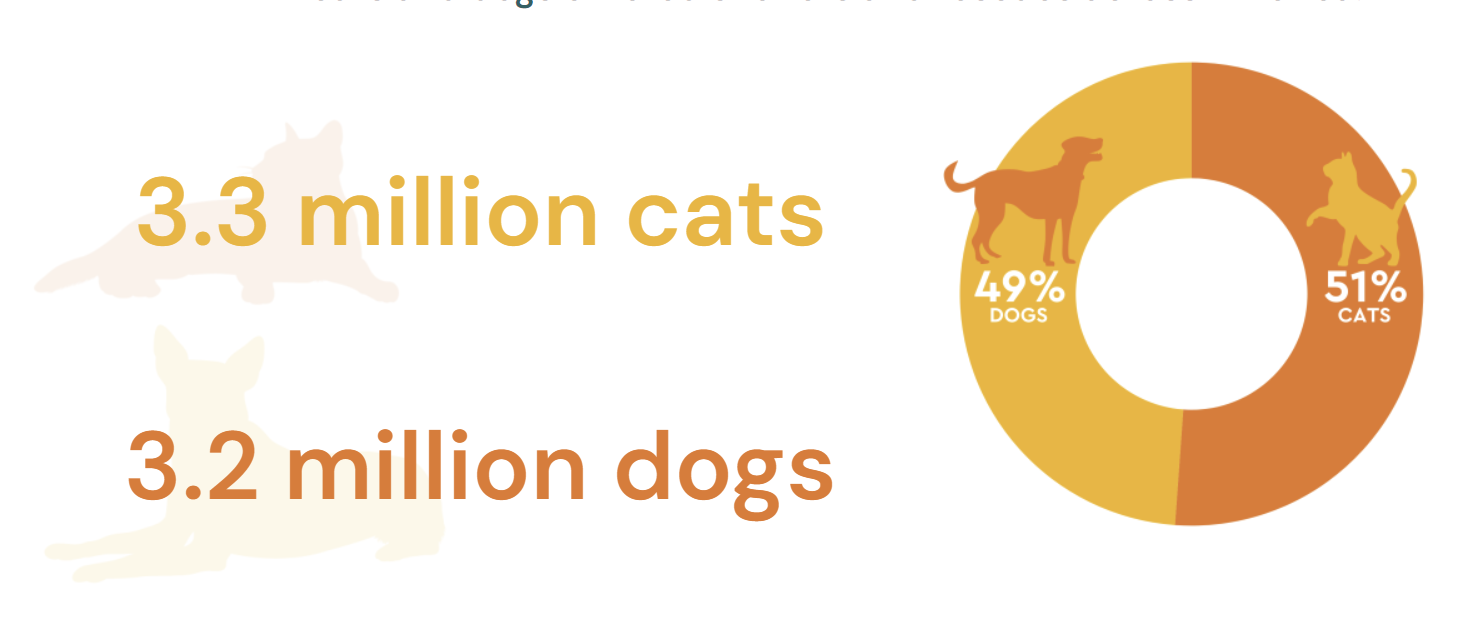 3.3 million cats
3.2 million dogs
49%
DOGS
51%
CATS